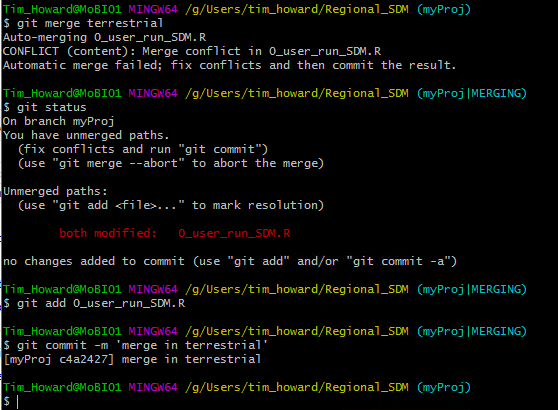 Tim_Howard@MoBIO1 MINGW64 /g/Users/tim_howard/Regional_SDM (myProj)
$ git merge terrestrial
Auto-merging 0_user_run_SDM.R
CONFLICT (content): Merge conflict in 0_user_run_SDM.R
Automatic merge failed; fix conflicts and then commit the result.
Tim_Howard@MoBIO1 MINGW64 /g/Users/tim_howard/Regional_SDM (myProj|MERGING)
$ git status
On branch myProj
You have unmerged paths.
  (fix conflicts and run "git commit")
  (use "git merge --abort" to abort the merge)
Unmerged paths:
  (use "git add <file>..." to mark resolution)
        both modified:   0_user_run_SDM.R
no changes added to commit (use "git add" and/or "git commit -a")
Tim_Howard@MoBIO1 MINGW64 /g/Users/tim_howard/Regional_SDM (myProj|MERGING)
$ git add 0_user_run_SDM.R
Tim_Howard@MoBIO1 MINGW64 /g/Users/tim_howard/Regional_SDM (myProj|MERGING)
$ git commit -m 'merge in terrestrial'
[myProj c4a2427] merge in terrestrial
Tim_Howard@MoBIO1 MINGW64 /g/Users/tim_howard/Regional_SDM (myProj)
$